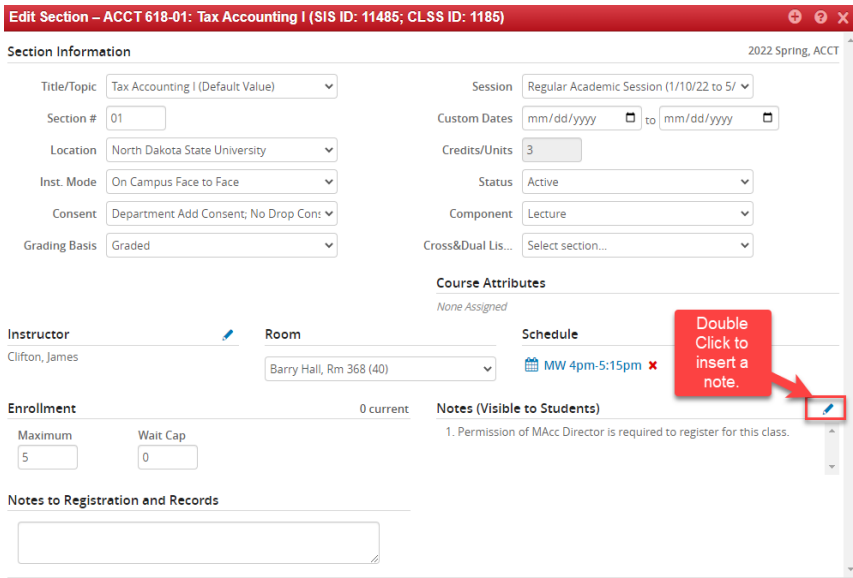 Edit Section – ACCT 618-01: Tax Accounting I (SIS ID: 11485; CLSS ID: 1185)
Section Information 2022 Spring, ACCT
Title/Topic Tax Accounting I (Default Value) Session Regular Academic Session (1/10/22 to 5/
Section # 01 Custom Dates mm/dd/yyyy to mm/dd/yyyy
Location North Dakota State University Credits/Units 3
Inst. Mode On Campus Face to Face Status Active
Consent Department Add Consent; No Drop Cons Component Lecture
Grading Basis Graded Cross&Dual Lis... Select section...
Course Attributes
None Assigned
Instructor Room Schedule
Clifton, James Barry Hall, Rm 368 (40) MW 4pm-5:15pm
Double
Click to
insert a
note.
Enrollment 0 current Notes (Visible to Students)
Maximum Wait Cap 1. Permission of MAcc Director is required to register for this class.
5 0
Notes to Registration and Records